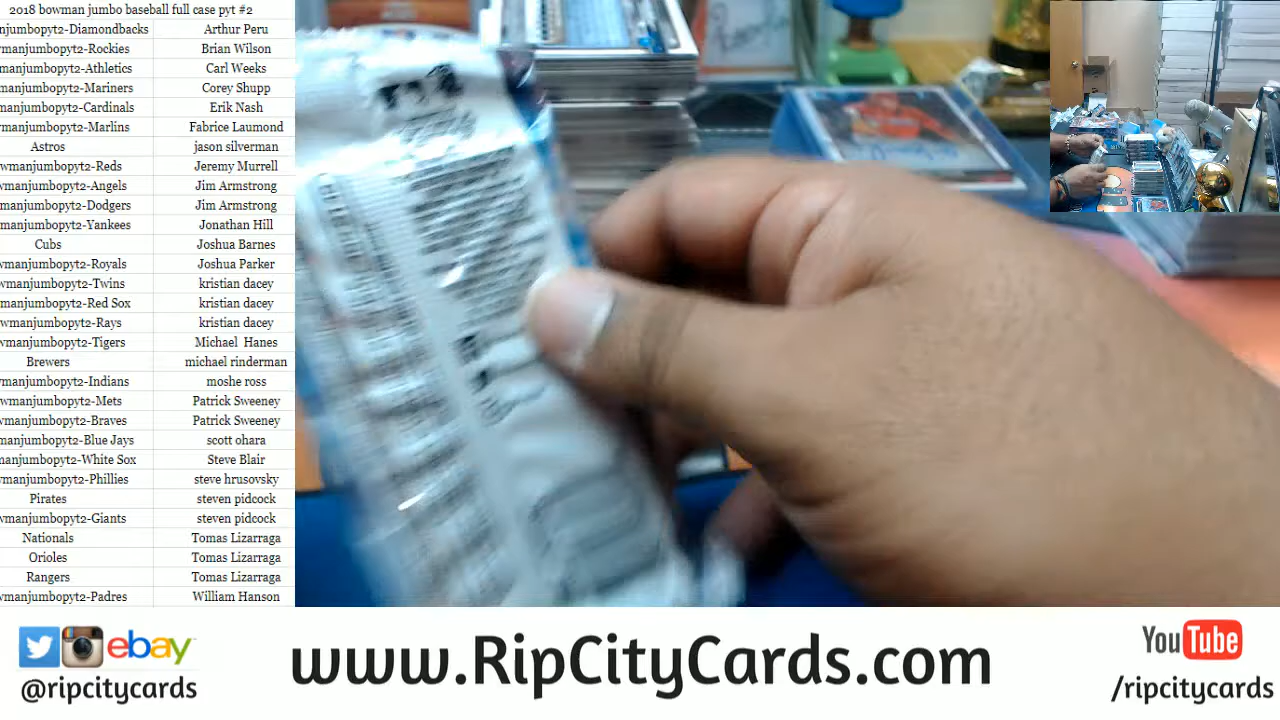 2018 bowman jumbo baseball full case pyt #2
njumbopyt2-Diamondbacks Arthur Peru
wmanjumbopyt2-Rockies Brian Wilson
manjumbopyt2-Athletics Carl Weeks
manjumbopyt2-Mariners Corey Shupp
manjumbopyt2-Cardinals Erik Nash
vmanjumbopyt2-Marlins Fabrice Laumond
Astros jason silverman
owmanjumbopyt2-Reds Jeremy Murrell
wmanjumbopyt2-Angels Jim Armstrong
manjumbopyt2-Dodgers Jim Armstrong
manjumbopyt2-Yankees Jonathan Hill
Cubs Joshua Barnes
wmanjumbopyt2-Royals Joshua Parker
wmanjumbopyt2-Twins kristian dacey
wmanjumbopyt2-Red Sox kristian dacey
owmanjumbopyt2-Rays kristian dacey
wmanjumbopyt2-Tigers Michael Hanes
Brewers michael rinderman
manjumbopyt2-Indians moshe ross
wmanjumbopyt2-Mets Patrick Sweeney
wmanjumbopyt2-Braves Patrick Sweeney
manjumbopyt2-Blue Jays scott ohara
manjumbopyt2-White Sox Steve Blair
manjumbopyt2-Phillies steve hrusovsky
Pirates steven pidcock
wmanjumbopyt2-Giants steven pidcock
Nationals Tomas Lizarraga
Orioles Tomas Lizarraga
Rangers Tomas Lizarraga
wmanjumbopyt2-Padres William Hanson
ebay
@ripcitycards
www.RipCityCards.com
YouTube
/ripcitycards